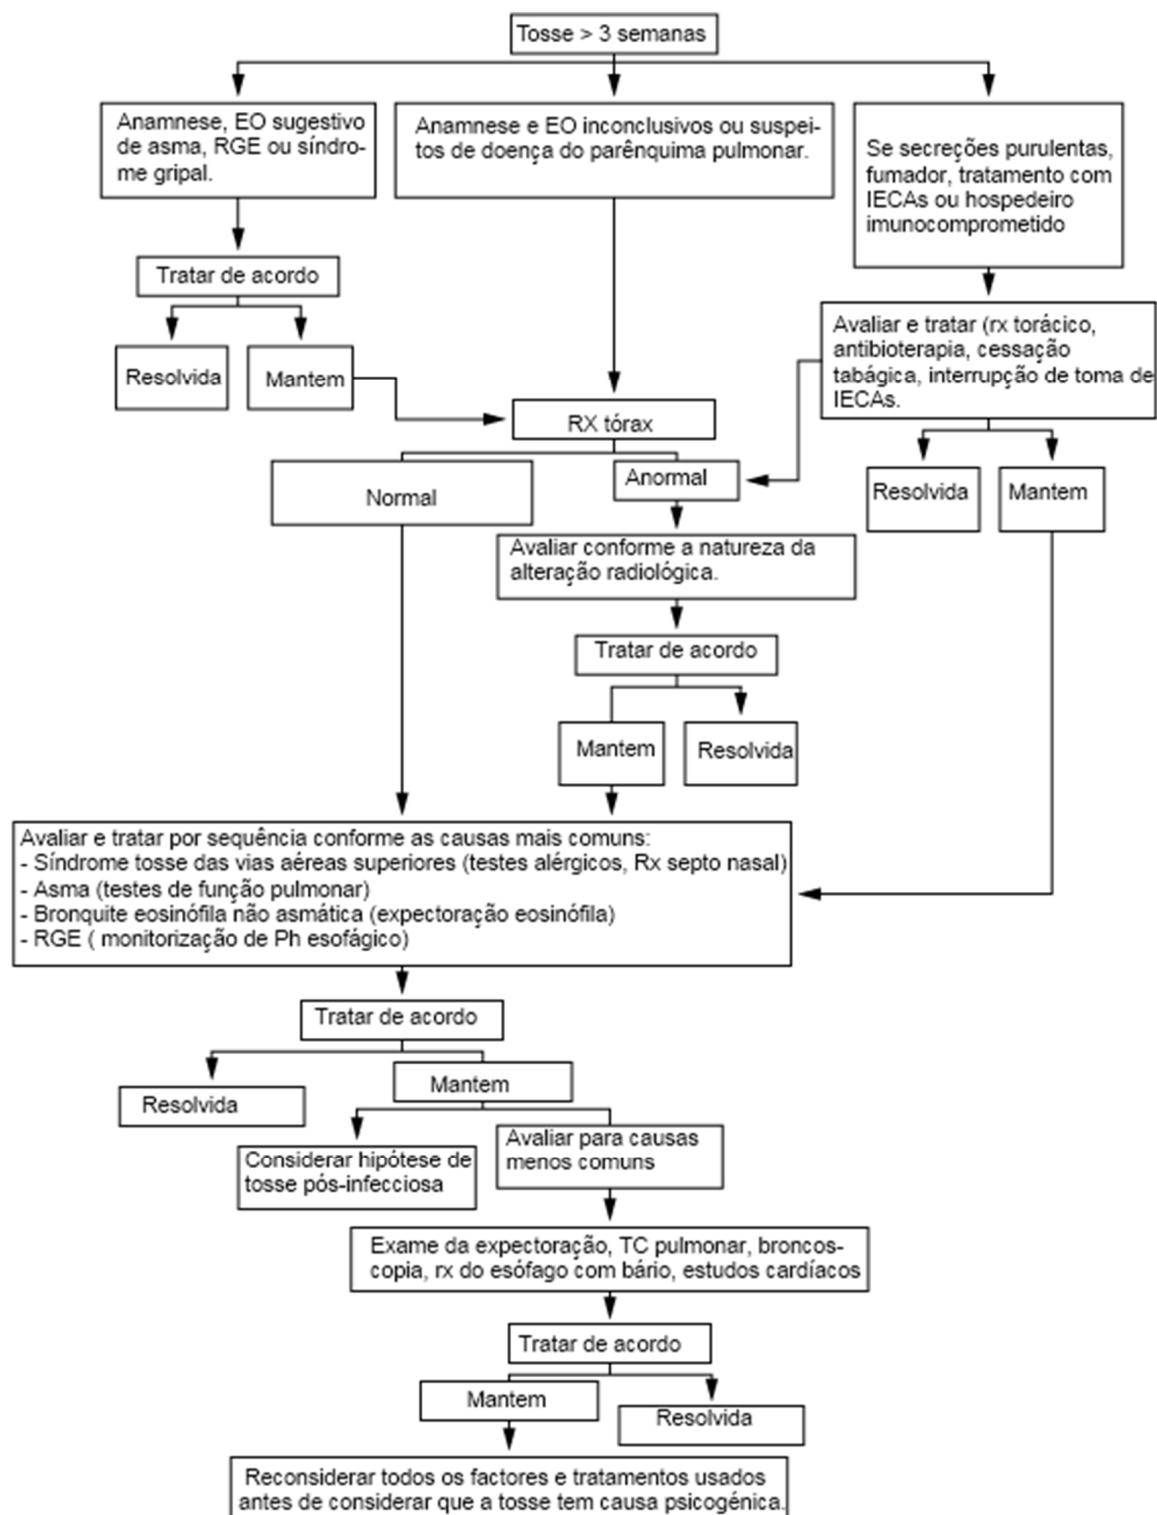 Tosse > 3 semanas
Anamnese, EO sugestivo
de asma, RGE ou síndro-
me gripal.
Anamnese e EO inconclusivos ou suspei-
tos de doença do parênquima pulmonar.
Se secreções purulentas,
fumador, tratamento com
IECAs ou hospedeiro
imunocomprometido
Tratar de acordo
Resolvida
Mantem
Avaliar e tratar (rx torácico,
antibioterapia, cessação
tabágica, interrupção de toma de
IECAs.
RX tórax
Normal
Anormal
Resolvida
Mantem
Avaliar conforme a natureza da
alteração radiológica.
Tratar de acordo
Mantem
Resolvida
Avaliar e tratar por sequência conforme as causas mais comuns:
- Síndrome tosse das vias aéreas superiores (testes alérgicos, Rx septo nasal)
- Asma (testes de função pulmonar)
- Bronquite eosinófila não asmática (expectoração eosinófila)
- RGE ( monitorização de Ph esofágico)
Tratar de acordo
Resolvida
Mantem
Considerar hipótese de
tosse pós-infecciosa
Avaliar para causas
menos comuns
Exame da expectoração, TC pulmonar, broncos-
copia, rx do esófago com bário, estudos cardíacos
Tratar de acordo
Mantem
Resolvida
Reconsiderar todos os factores e tratamentos usados
antes de considerar que a tosse tem causa psicogénica.